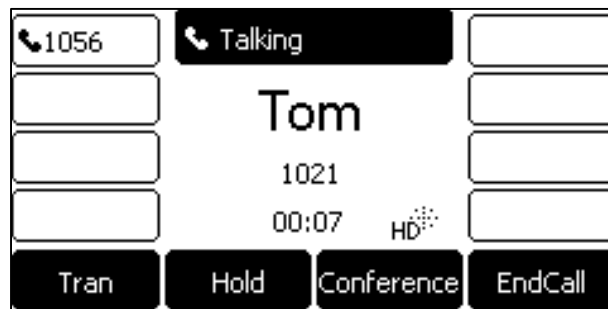 1056
Talking
Tom
1021
00:07 HD
Tran Hold Conference EndCall